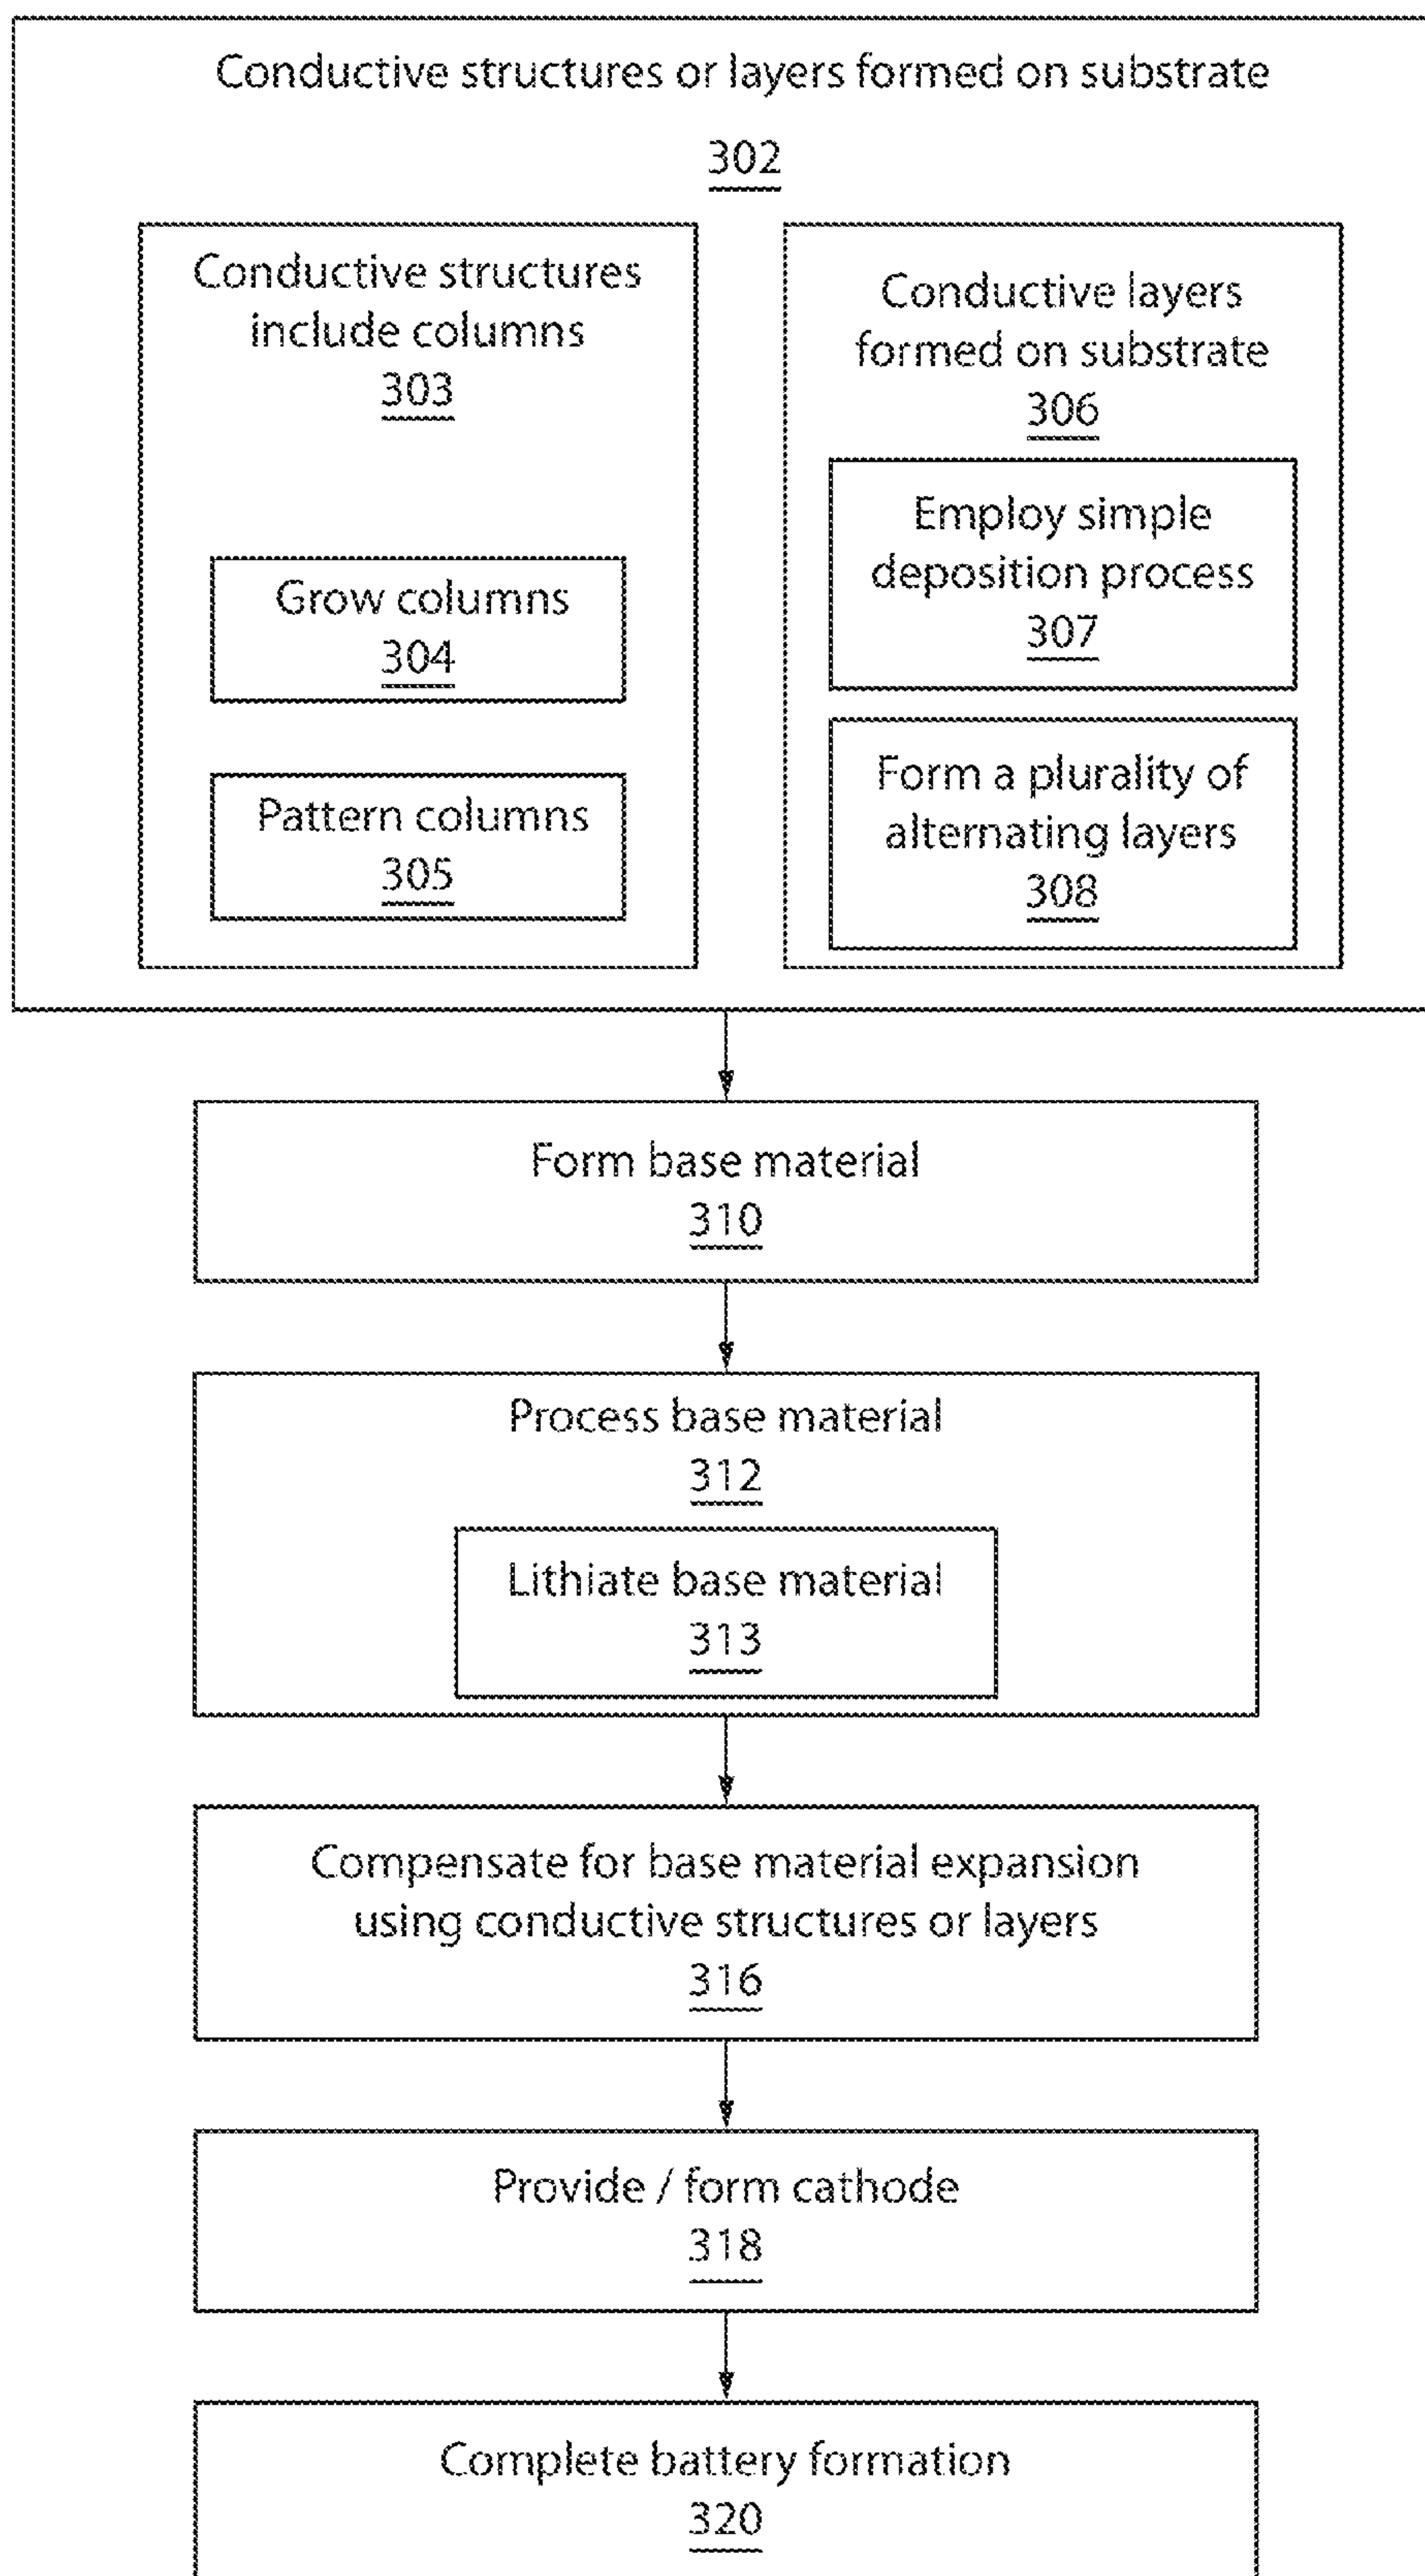 Conductive structures or layers formed on substrate
302
Conductive structures
include columns
303
Grow columns
304
Pattern columns
305
Conductive layers
formed on substrate
306
Employ simple
deposition process
307
Form a plurality of
alternating layers
308
Form base material
310
Process base material
312
Lithiate base material
313
Compensate for base material expansion
using conductive structures or layers
316
Provide / form cathode
318
Complete battery formation
320